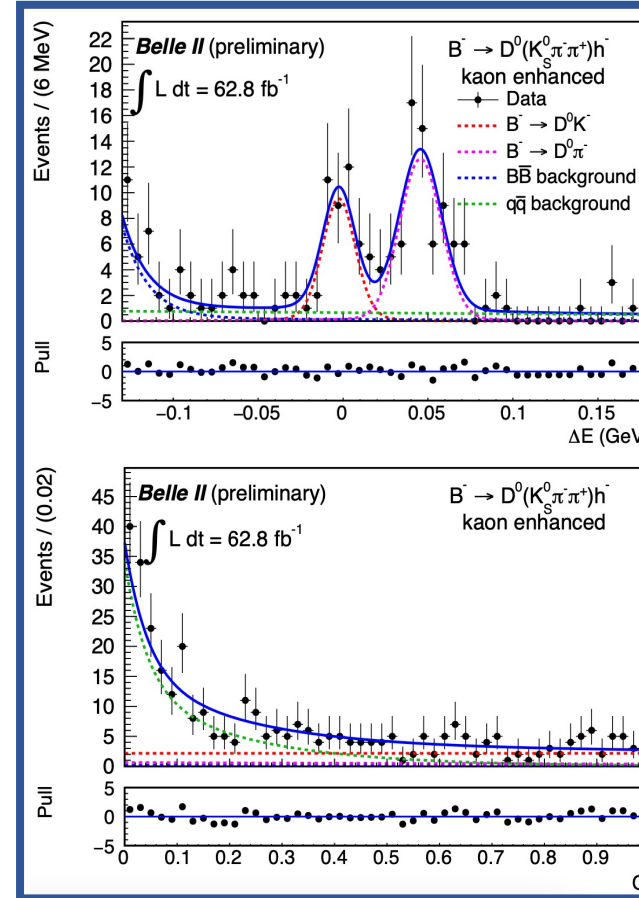 Belle II (preliminary)
∫ L dt = 62.8 fb⁻¹
B⁻ → D⁰(K⁰_S π⁻π⁺)h⁻
kaon enhanced
Data
B⁻ → D⁰K⁻
B⁻ → D⁰π⁻
BB̅ background
qq̅ background
Events / (6 MeV)
22
20
18
16
14
12
10
8
6
4
2
0
Pull
5
0
−5
−0.1 −0.05 0 0.05 0.1 0.15
ΔE (GeV
Belle II (preliminary)
∫ L dt = 62.8 fb⁻¹
B⁻ → D⁰(K⁰_S π⁻π⁺)h⁻
kaon enhanced
Events / (0.02)
45
40
35
30
25
20
15
10
5
0
Pull
5
0
−5
0 0.1 0.2 0.3 0.4 0.5 0.6 0.7 0.8 0.9